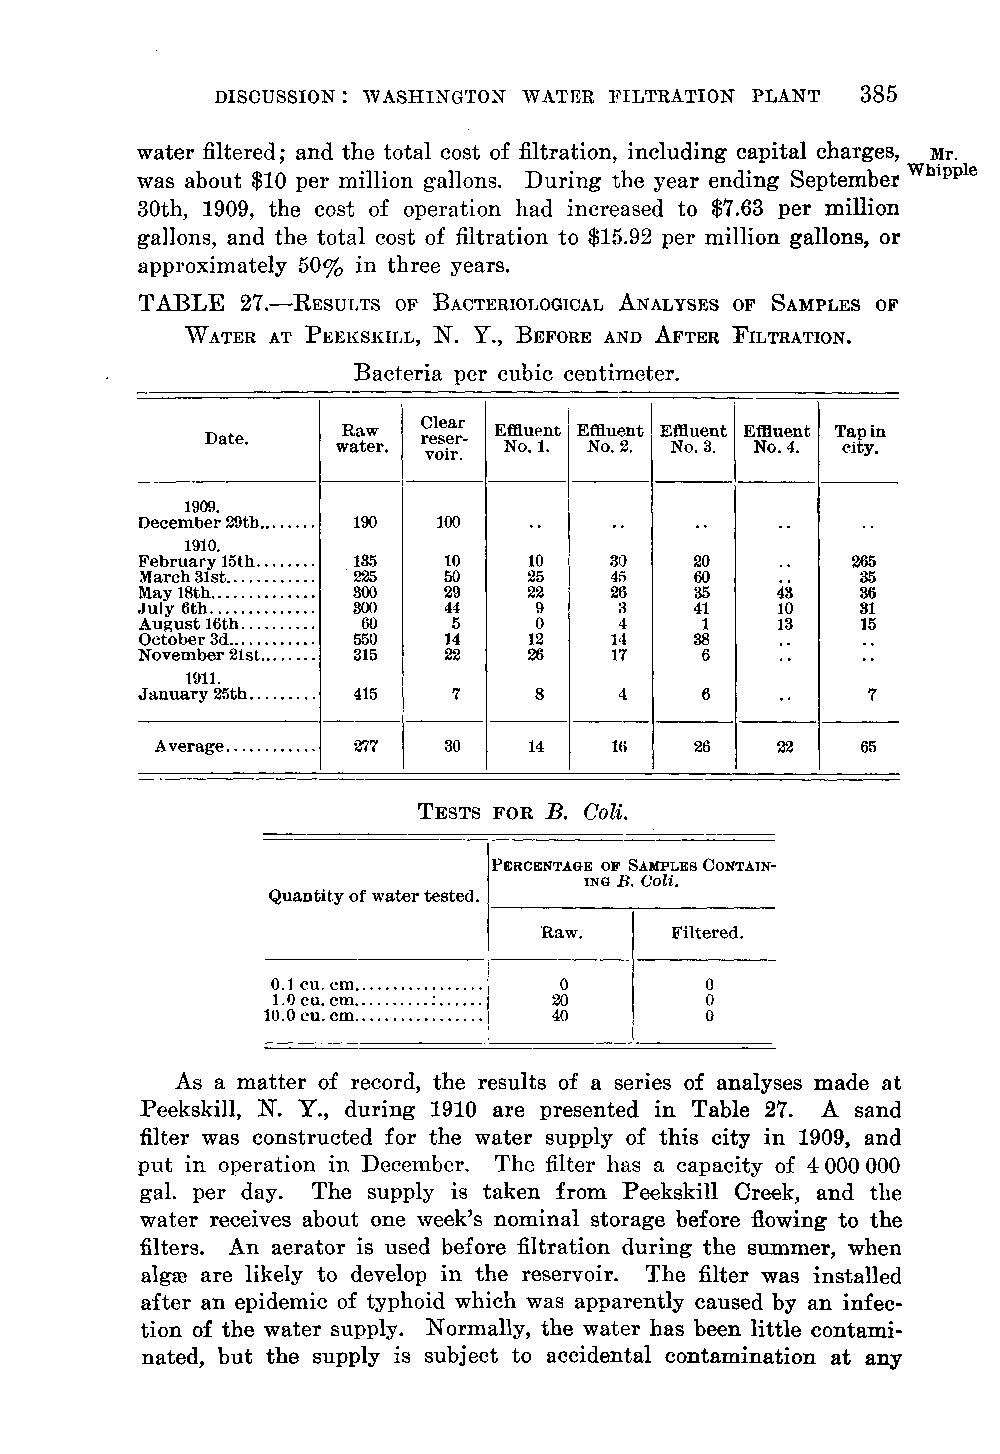 DISCUSSION: WASHINGTON WATER FILTRATION PLANT 385
water filtered; and the total cost of filtration, including capital charges, Mr.
was about $10 per million gallons. During the year ending September Whipple
30th, 1909, the cost of operation had increased to $7.63 per million
gallons, and the total cost of filtration to $15.92 per million gallons, or
approximately 50% in three years.
TABLE 27.—RESULTS OF BACTERIOLOGICAL ANALYSES OF SAMPLES OF
WATER AT PEEKSKILL, N. Y., BEFORE AND AFTER FILTRATION.
Bacteria per cubic centimeter.
Date. Raw water. Clear reser-voir. Effluent No. 1. Effluent No. 2. Effluent No. 3. Effluent No. 4. Tap in city.
1909.
December 29th........ 190 100 .. .. .. .. ..
1910.
February 15th........ 135 10 10 30 20 .. 265
March 31st............ 225 50 25 45 60 .. 35
May 18th.............. 300 29 22 26 35 43 36
July 6th.............. 300 44 9 3 41 10 31
August 16th.......... 60 5 0 4 1 13 15
October 3d............ 550 14 12 14 38 .. ..
November 21st........ 315 22 26 17 6 .. ..
1911.
January 25th......... 415 7 8 4 6 .. 7
Average............ 277 30 14 16 26 22 65
TESTS FOR B. Coli.
Quantity of water tested.
PERCENTAGE OF SAMPLES CONTAIN-
ING B. Coli.
Raw. Filtered.
0.1 cu. cm................. 0 0
1.0 cu. cm................. 20 0
10.0 cu. cm................. 40 0
As a matter of record, the results of a series of analyses made at
Peekskill, N. Y., during 1910 are presented in Table 27. A sand
filter was constructed for the water supply of this city in 1909, and
put in operation in December. The filter has a capacity of 4 000 000
gal. per day. The supply is taken from Peekskill Creek, and the
water receives about one week's nominal storage before flowing to the
filters. An aerator is used before filtration during the summer, when
algæ are likely to develop in the reservoir. The filter was installed
after an epidemic of typhoid which was apparently caused by an infec-
tion of the water supply. Normally, the water has been little contami-
nated, but the supply is subject to accidental contamination at any